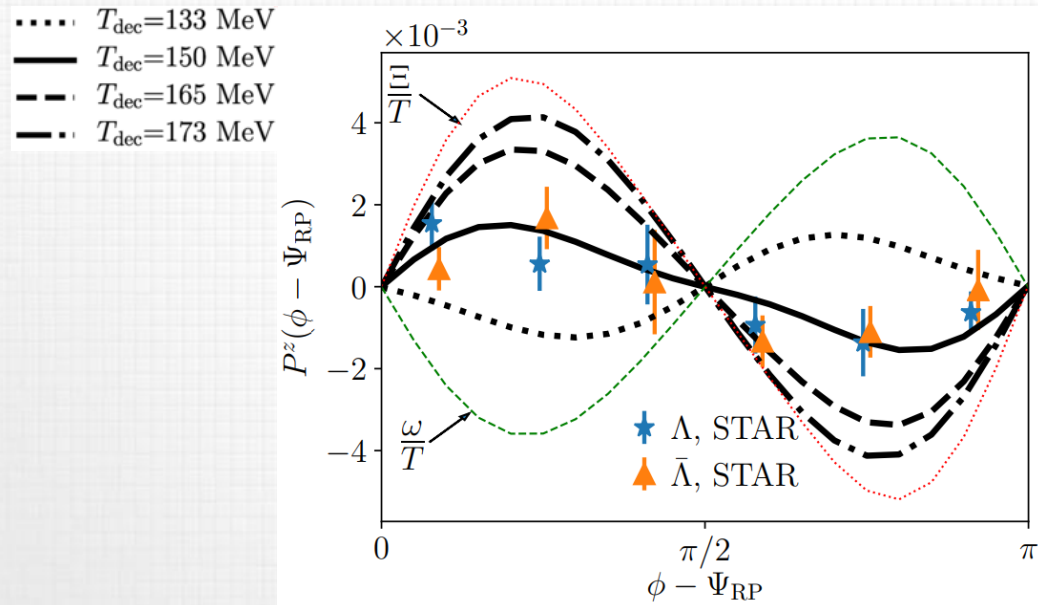 T_dec=133 MeV
T_dec=150 MeV
T_dec=165 MeV
T_dec=173 MeV
×10⁻³
Ξ/T
4
2
0
−2
−4
P^z(ϕ − Ψ_RP)
ω/T
Λ, STAR
Λ̄, STAR
0
π/2
π
ϕ − Ψ_RP